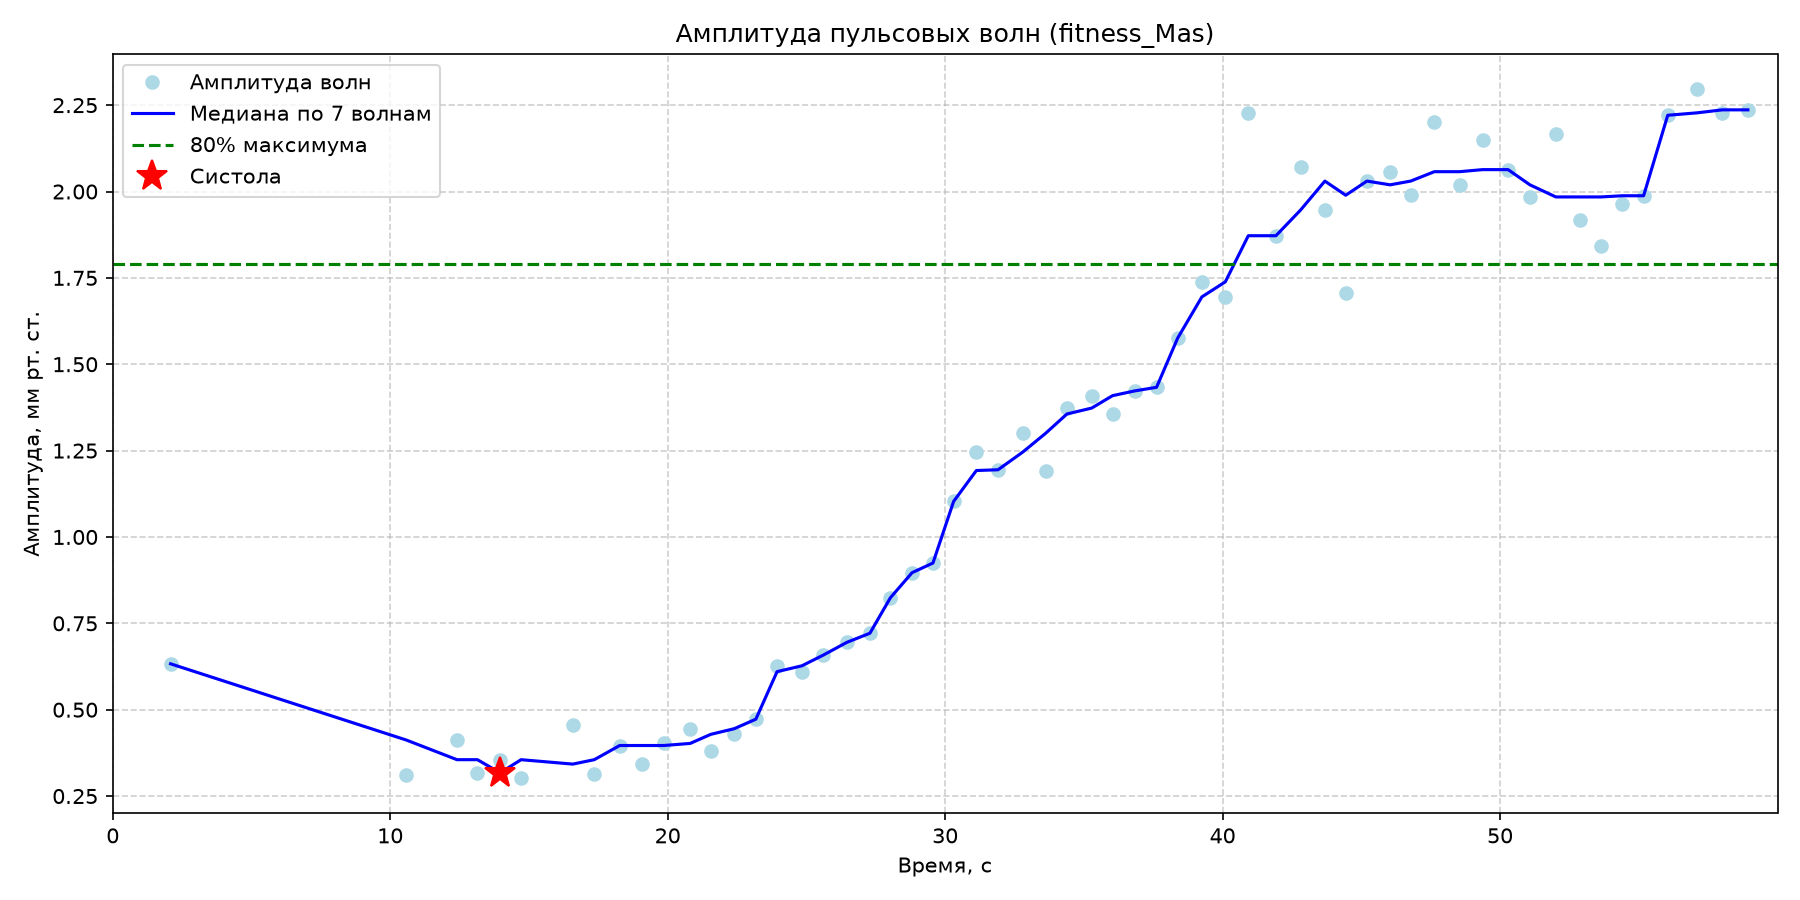 Амплитуда пульсовых волн (fitness_Mas)
Амплитуда волн
Медиана по 7 волнам
80% максимума
Систола
Амплитуда, мм рт. ст.
2.25
2.00
1.75
1.50
1.25
1.00
0.75
0.50
0.25
0 10 20 30 40 50
Время, с